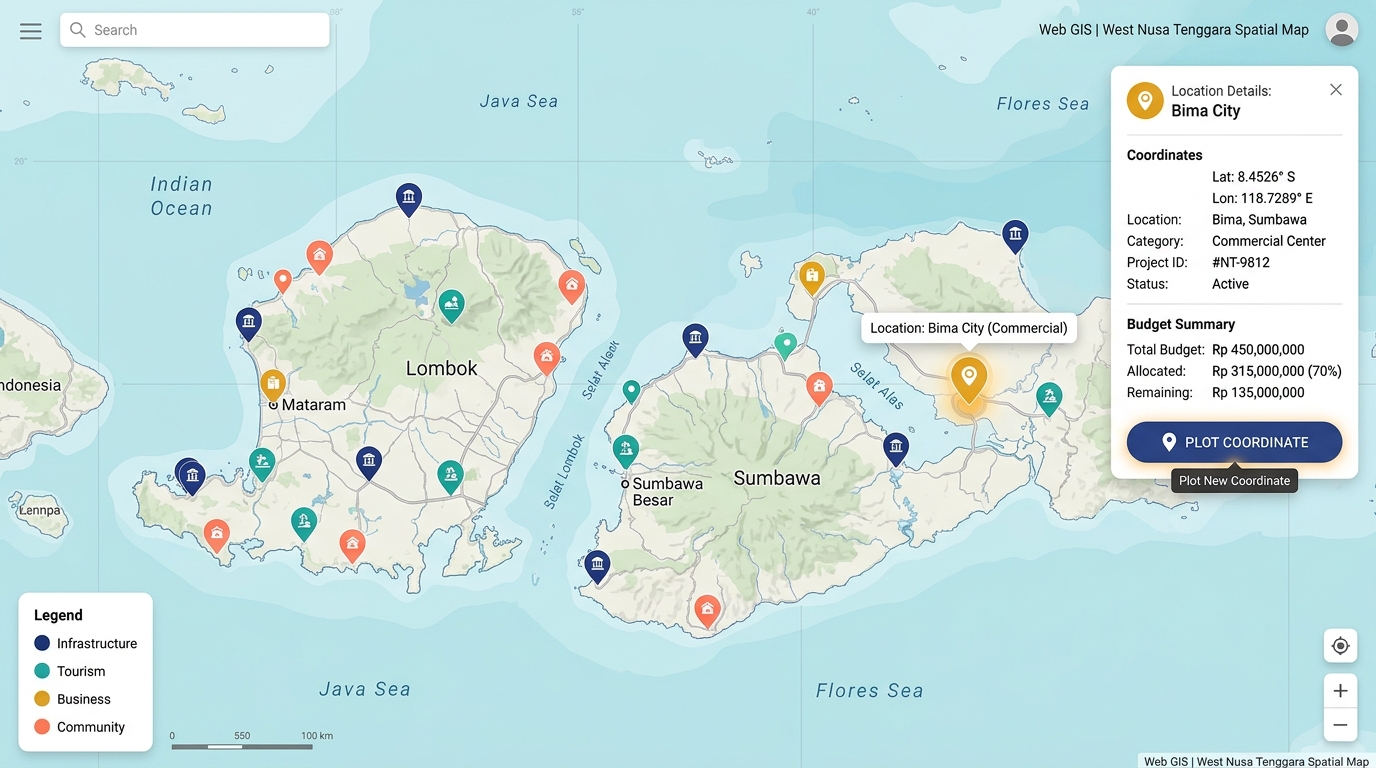 Search
35°
40°
Web GIS | West Nusa Tenggara Spatial Map
Java Sea
Flores Sea
Location Details:
Bima City
20°
Indian
Ocean
Coordinates
Lat: 8.4526° S
Lon: 118.7289° E
Location: Bima, Sumbawa
Category: Commercial Center
Project ID: #NT-9812
Status: Active
Location: Bima City (Commercial)
Budget Summary
Total Budget: Rp 450,000,000
Allocated: Rp 315,000,000 (70%)
Remaining: Rp 135,000,000
Lombok
Selat Alock
Selat Alas
ndonesia
Mataram
PLOT COORDINATE
Plot New Coordinate
Selat Lombok
Sumbawa
Sumbawa
Besar
Lennpa
Legend
Infrastructure
Tourism
Business
Community
Java Sea
Flores Sea
0 550 100 km
Web GIS | West Nusa Tenggara Spatial Map